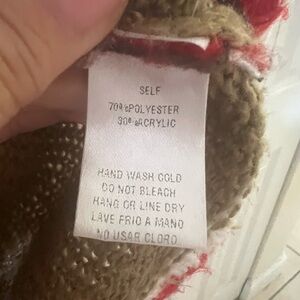 SELF
70%POLYESTER
30%ACRYLIC
HAND WASH COLD
DO NOT BLEACH
HANG OR LINE DRY
LAVE FRIO A MANO
NO USAR CLORO